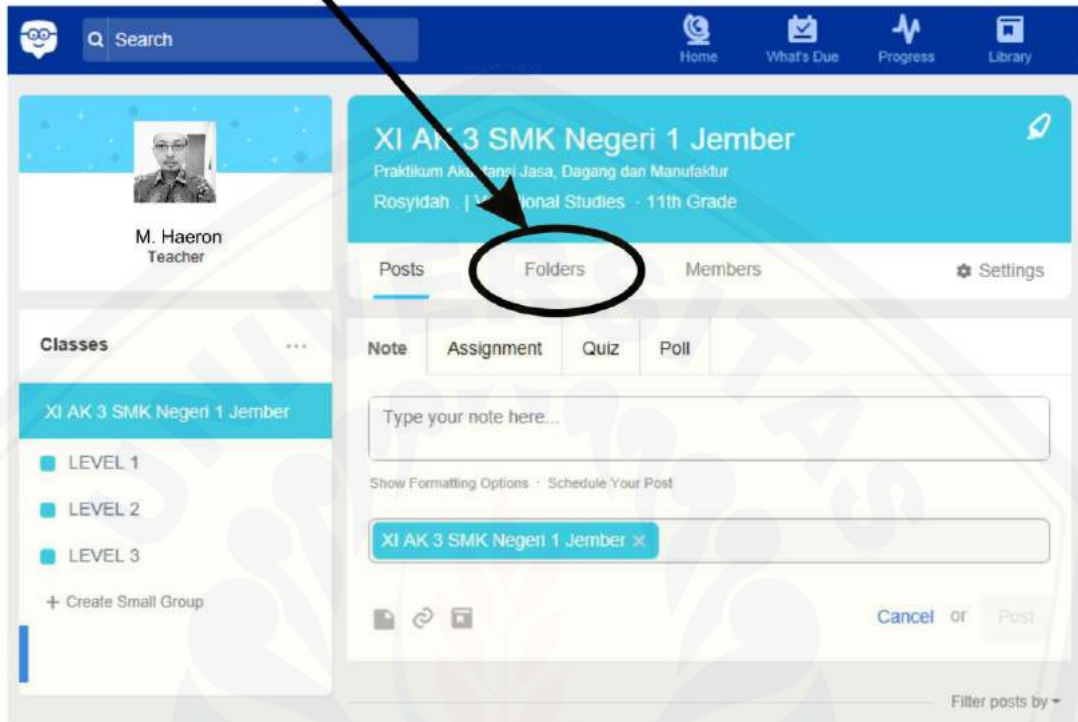 Search
Home
What's Due
Progress
Library
M. Haeron
Teacher
XI AK 3 SMK Negeri 1 Jember
Praktikum Akuntansi Jasa, Dagang dan Manufaktur
Rosyidah . | Vocational Studies · 11th Grade
Posts
Folders
Members
Settings
Classes
...
XI AK 3 SMK Negeri 1 Jember
LEVEL 1
LEVEL 2
LEVEL 3
+ Create Small Group
Note
Assignment
Quiz
Poll
Type your note here...
Show Formatting Options · Schedule Your Post
XI AK 3 SMK Negeri 1 Jember ×
Cancel or Post
Filter posts by
UNIVERSITAS